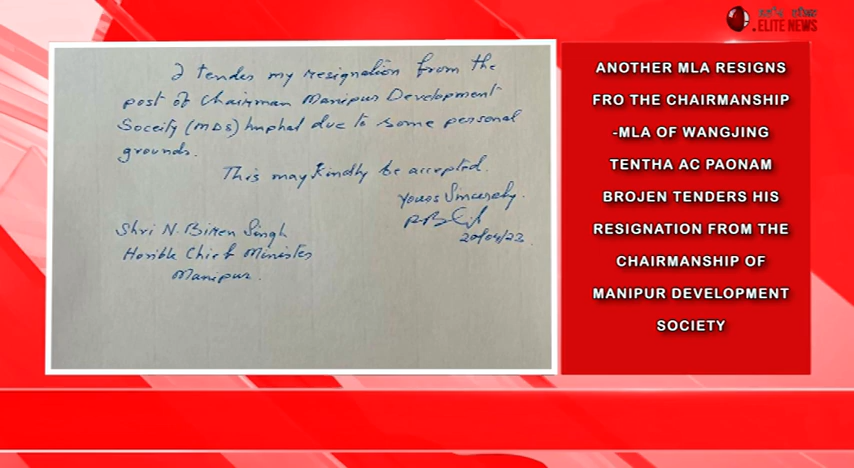 .ELITE NEWS
I tender my resignation from the
post of Chairman Manipur Development
Soceity (MDS) Imphal due to some personal
grounds.
This may kindly be accepted.
Yours Sincerely.
20/04/23.
Shri N. Biren Singh
Hon'ble Chief Minister
Manipur.
ANOTHER MLA RESIGNS
FRO THE CHAIRMANSHIP
-MLA OF WANGJING
TENTHA AC PAONAM
BROJEN TENDERS HIS
RESIGNATION FROM THE
CHAIRMANSHIP OF
MANIPUR DEVELOPMENT
SOCIETY